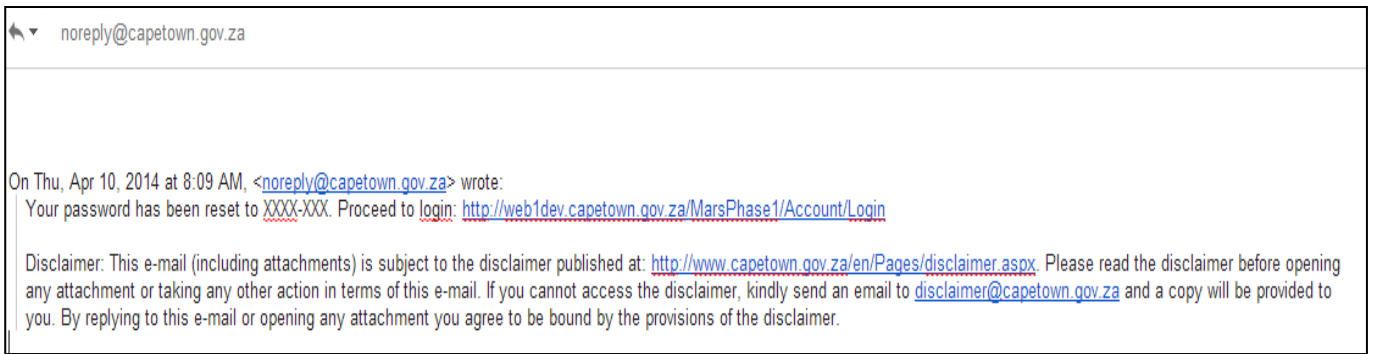 noreply@capetown.gov.za
On Thu, Apr 10, 2014 at 8:09 AM, <noreply@capetown.gov.za> wrote:
Your password has been reset to XXXX-XXX. Proceed to login: http://web1dev.capetown.gov.za/MarsPhase1/Account/Login
Disclaimer: This e-mail (including attachments) is subject to the disclaimer published at: http://www.capetown.gov.za/en/Pages/disclaimer.aspx. Please read the disclaimer before opening
any attachment or taking any other action in terms of this e-mail. If you cannot access the disclaimer, kindly send an email to disclaimer@capetown.gov.za and a copy will be provided to
you. By replying to this e-mail or opening any attachment you agree to be bound by the provisions of the disclaimer.